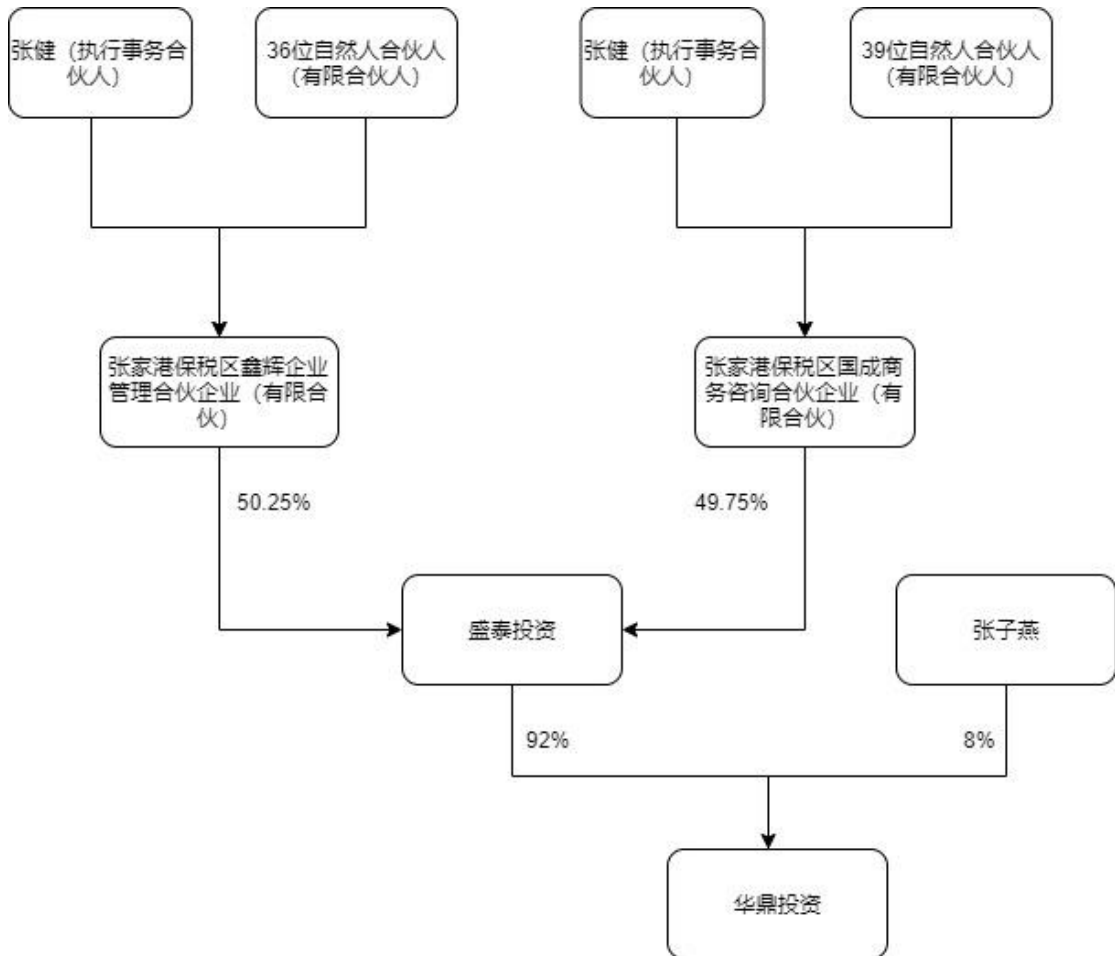 张健（执行事务合
伙人）
36位自然人合伙人
（有限合伙人）
张健（执行事务合
伙人）
39位自然人合伙人
（有限合伙人）
张家港保税区鑫辉企业
管理合伙企业（有限合
伙）
张家港保税区国成商
务咨询合伙企业（有
限合伙）
50.25%
49.75%
盛泰投资
张子燕
92%
8%
华鼎投资